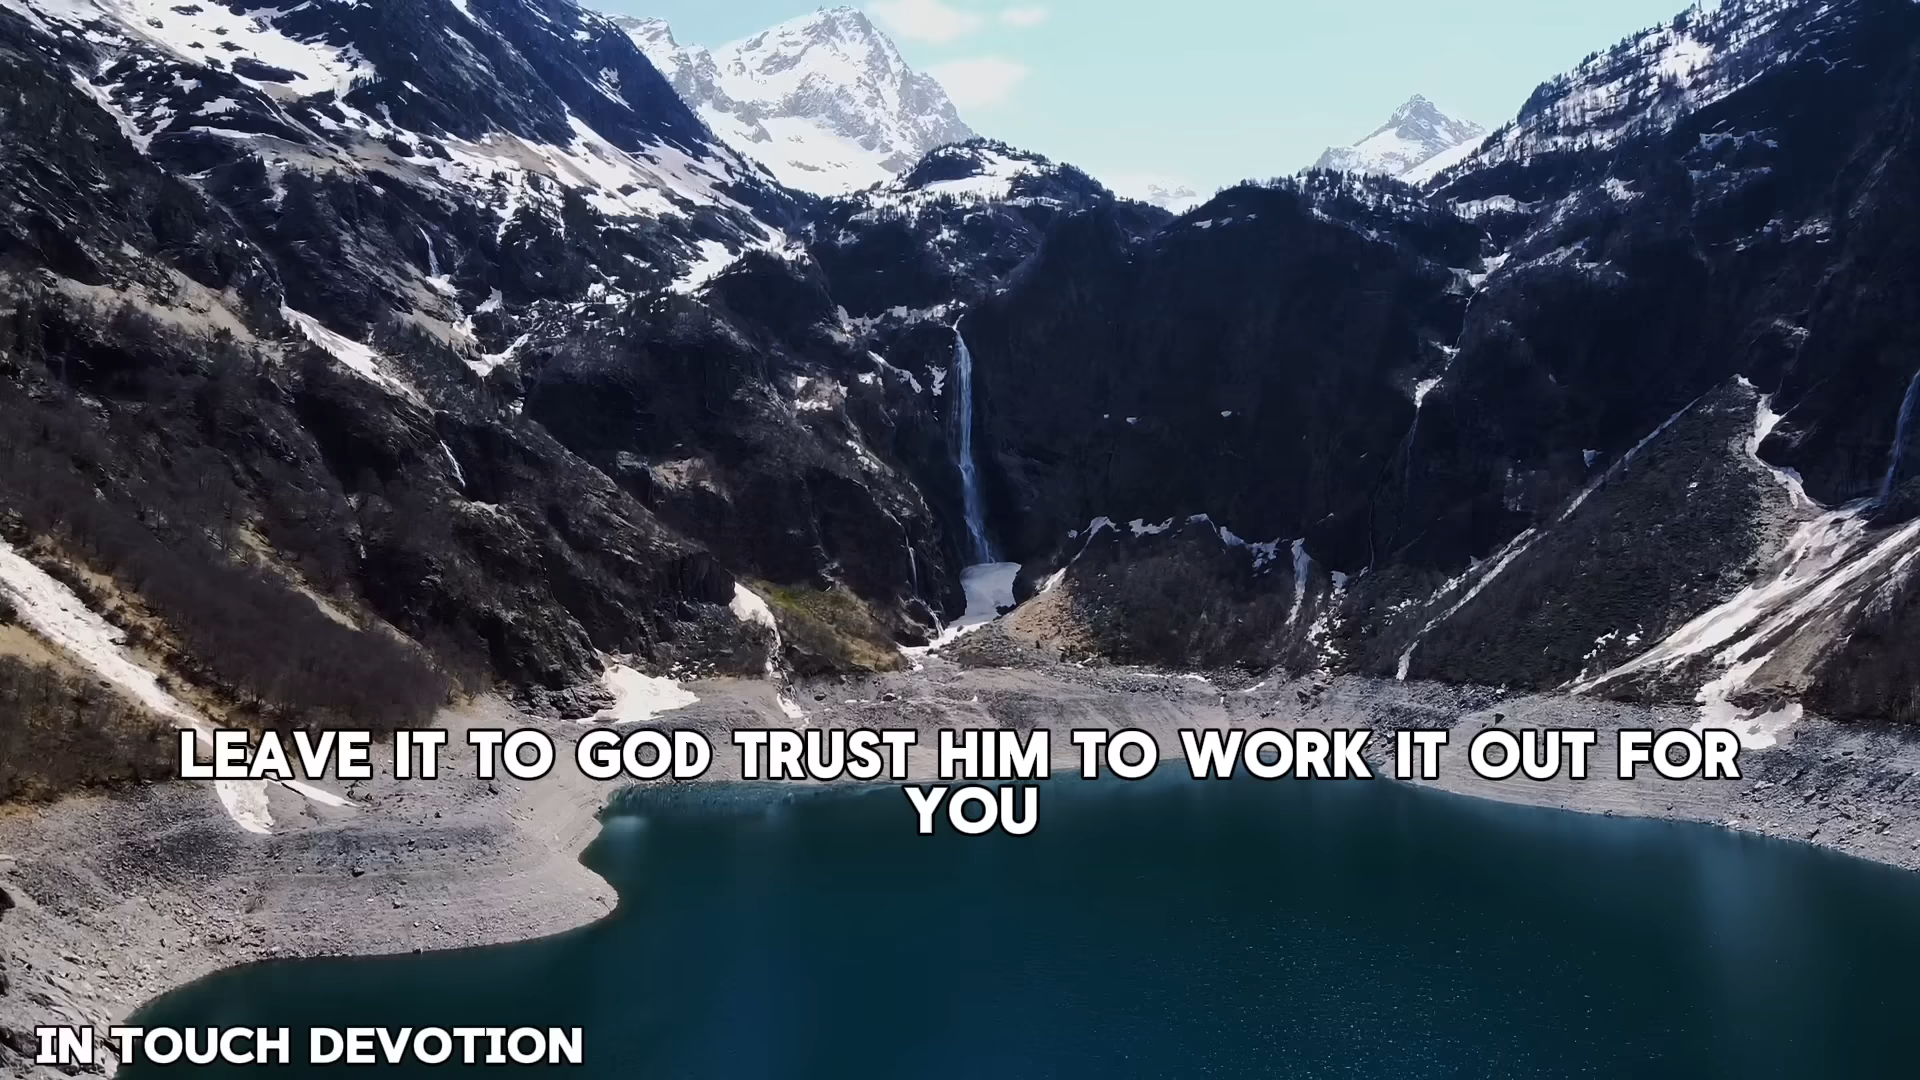 LEAVE IT TO GOD TRUST HIM TO WORK IT OUT FOR
YOU
IN TOUCH DEVOTION